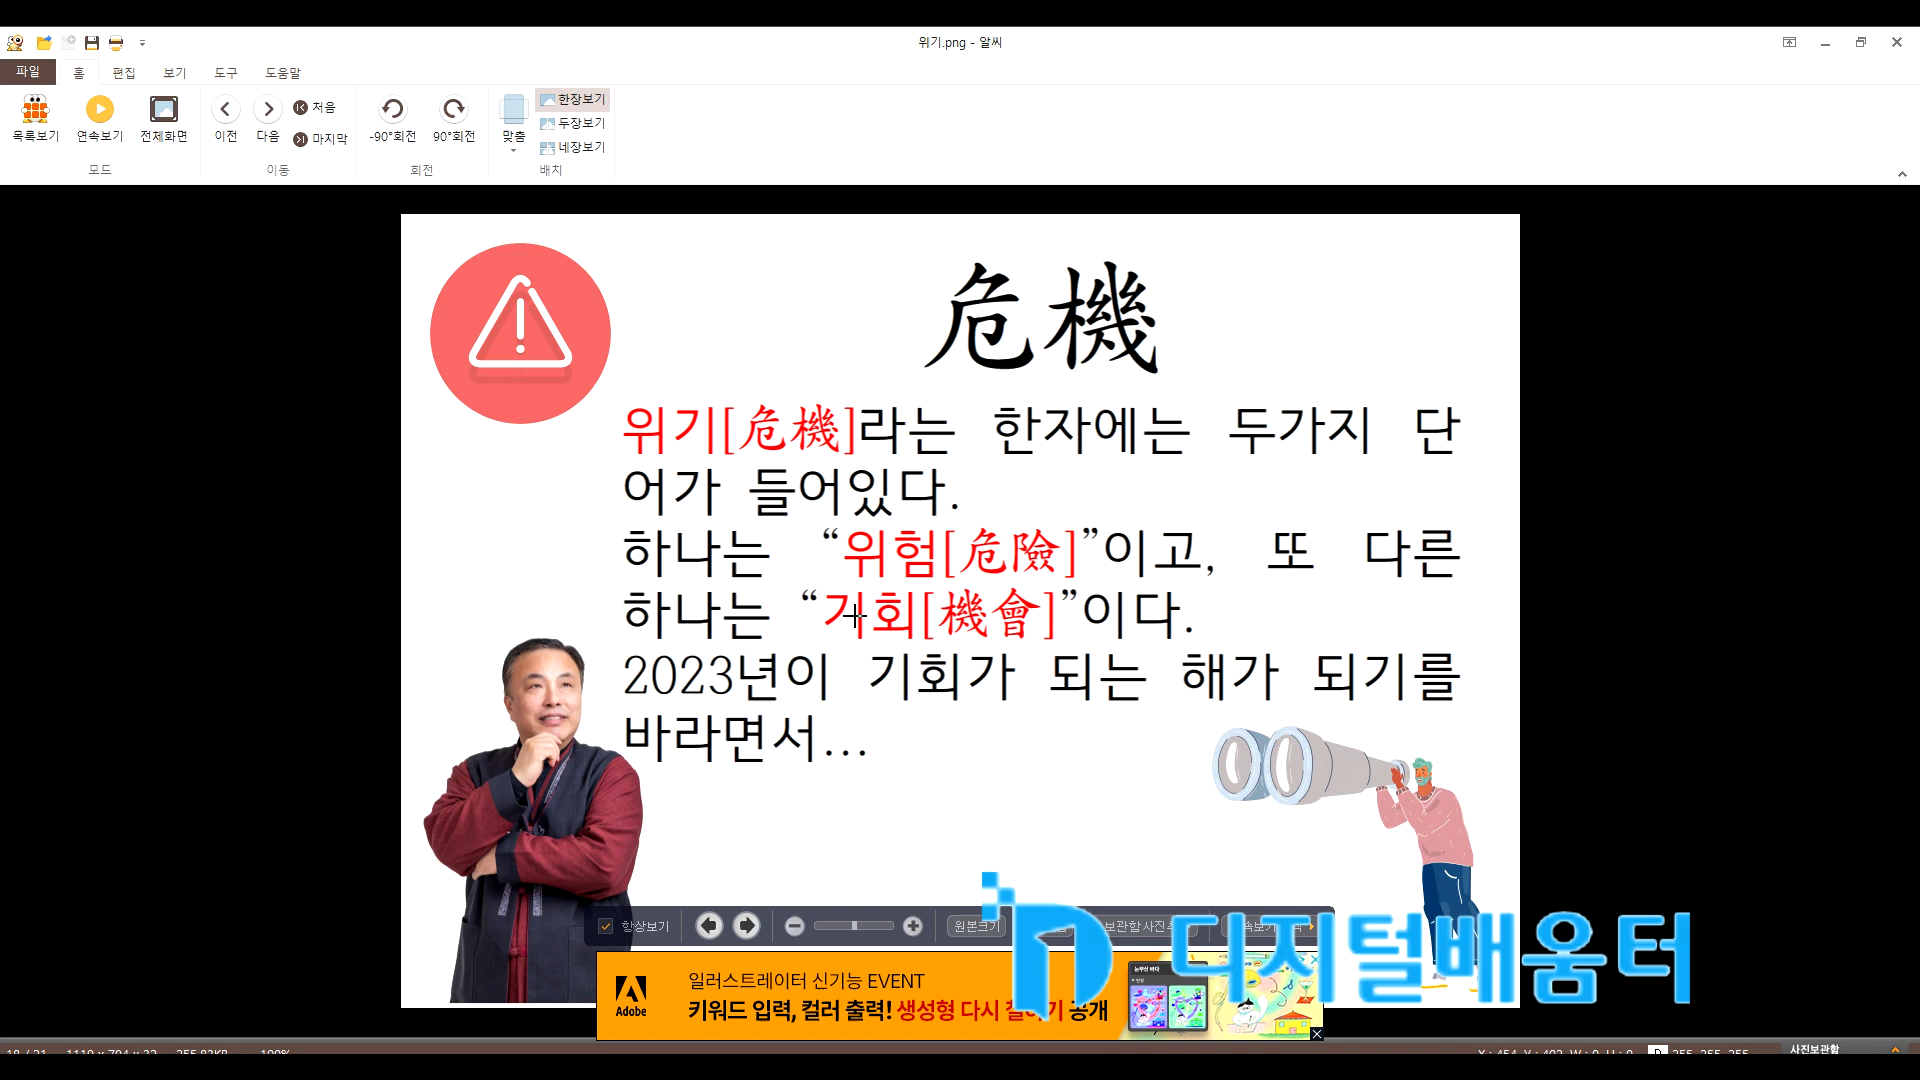 위기.png - 알씨
파일 홈 편집 보기 도구 도움말
목록보기 연속보기 전체화면 이전 다음 처음 마지막 -90°회전 90°회전 맞춤 한장보기 두장보기 네장보기
모드 이동 회전 배치
危機
위기[危機]라는 한자에는 두가지 단
어가 들어있다.
하나는 “위험[危險]”이고, 또 다른
하나는 “기회[機會]”이다.
2023년이 기회가 되는 해가 되기를
바라면서...
항상보기 원본크기
디지털배움터
Adobe
일러스트레이터 신기능 EVENT
키워드 입력, 컬러 출력! 생성형 다시 공개
사진보관함